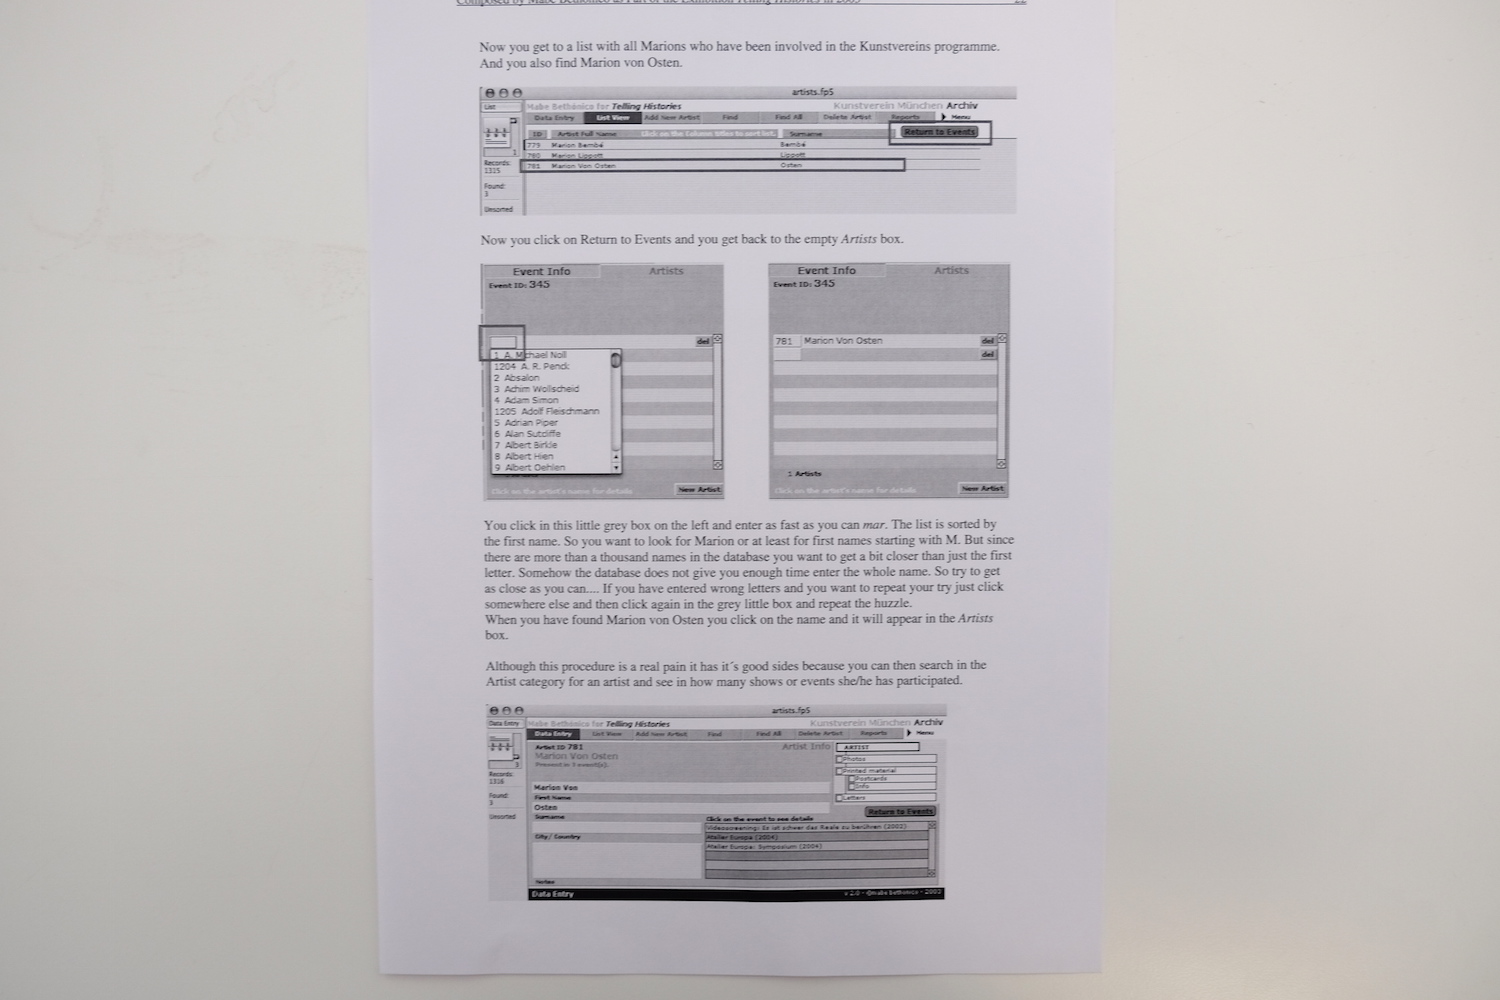 Composed by Mabe Bethônico as Part of the Exhibition Telling Histories in 2003
Now you get to a list with all Marions who have been involved in the Kunstvereins programme.
And you also find Marion von Osten.
artists.fp5
List
Mabe Bethônico for Telling Histories
Kunstverein München Archiv
Data Entry List View Add New Artist Find Find All Delete Artist Reports Menu
ID Artist Full Name Click on the column titles to sort list. Surname Return to Events
779 Marion Bembé Bembé
780 Marion Lippott Lippott
781 Marion Von Osten Osten
1
Records:
1315
Found:
3
Unsorted
Now you click on Return to Events and you get back to the empty Artists box.
Event Info Artists
Event ID: 345
del
1 A. Michael Noll
1204 A. R. Penck
2 Absalon
3 Achim Wollscheid
4 Adam Simon
1205 Adolf Fleischmann
5 Adrian Piper
6 Alan Sutcliffe
7 Albert Birkle
8 Albert Hien
9 Albert Oehlen
Click on the artist's name for details New Artist
Event Info Artists
Event ID: 345
781 Marion Von Osten del
del
1 Artists
Click on the artist's name for details New Artist
You click in this little grey box on the left and enter as fast as you can mar. The list is sorted by
the first name. So you want to look for Marion or at least for first names starting with M. But since
there are more than a thousand names in the database you want to get a bit closer than just the first
letter. Somehow the database does not give you enough time enter the whole name. So try to get
as close as you can.... If you have entered wrong letters and you want to repeat your try just click
somewhere else and then click again in the grey little box and repeat the huzzle.
When you have found Marion von Osten you click on the name and it will appear in the Artists
box.
Although this procedure is a real pain it has it´s good sides because you can then search in the
Artist category for an artist and see in how many shows or events she/he has participated.
artists.fp5
Data Entry
Mabe Bethônico for Telling Histories
Kunstverein München Archiv
Data Entry List View Add New Artist Find Find All Delete Artist Reports Menu
Artist ID 781
Marion Von Osten
Present in 3 event(s).
Artist Info
ARTIST
Photos
Printed material
Postcards
Info
Letters
3
Records:
1316
Found:
3
Unsorted
Marion Von
First Name
Osten
Surname
City/ Country
Notes
Return to Events
Click on the event to see details
Videoscreening: Es ist schwer das Reale zu berühren (2003)
Atelier Europa (2004)
Atelier Europa: Symposium (2004)
Data Entry
v 2.0 - ©mabe bethonico - 2003